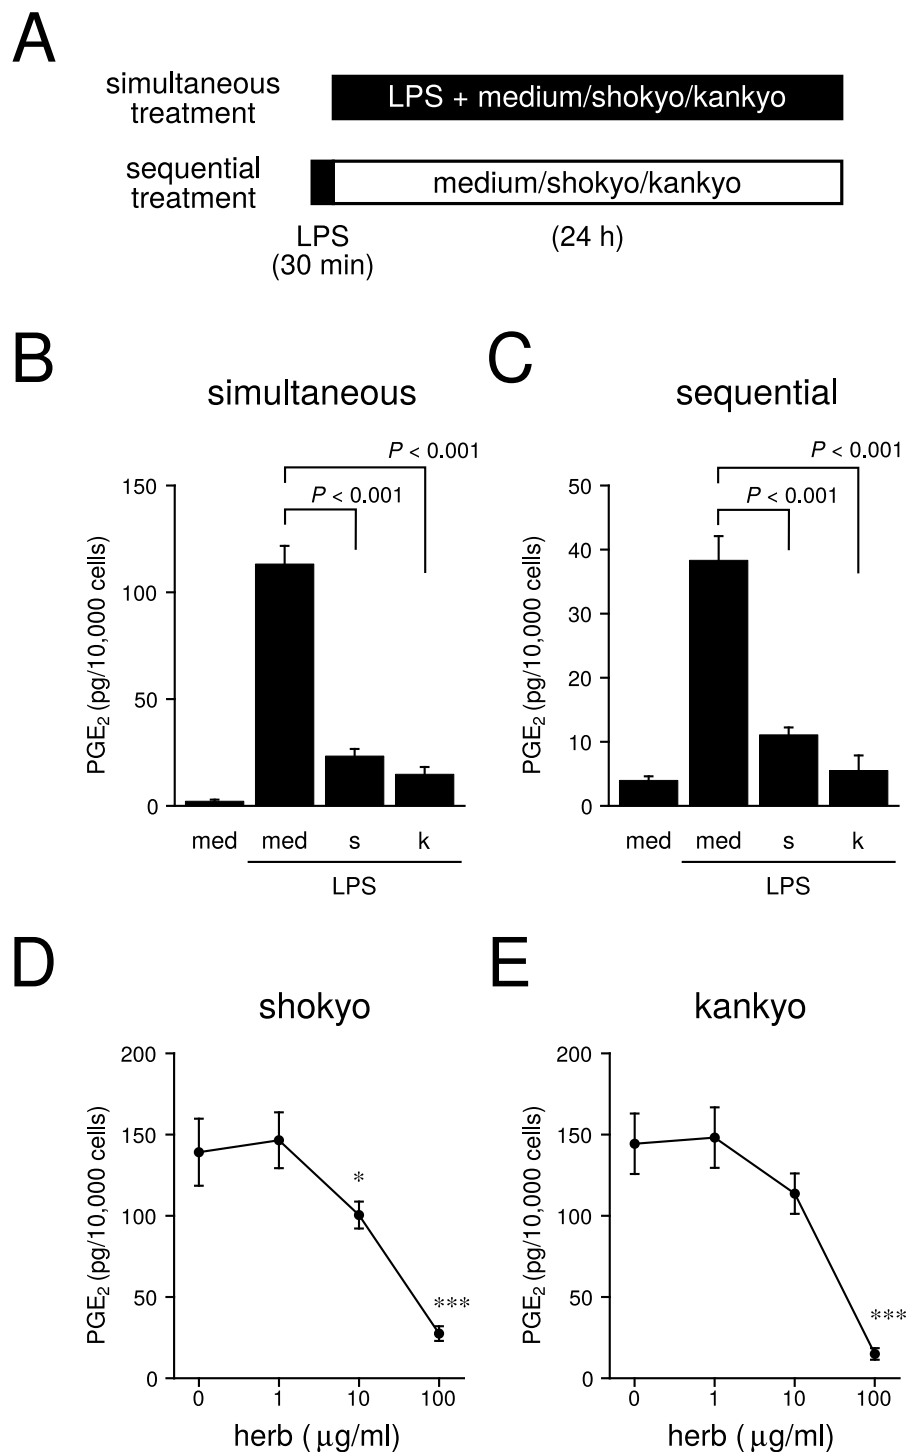 A
simultaneous
treatment
LPS + medium/shokyo/kankyo
sequential
treatment
medium/shokyo/kankyo
LPS
(30 min)
(24 h)
B
simultaneous
P < 0.001
P < 0.001
PGE2 (pg/10,000 cells)
150
100
50
0
med
med
s
k
LPS
C
sequential
P < 0.001
P < 0.001
PGE2 (pg/10,000 cells)
50
40
30
20
10
0
med
med
s
k
LPS
D
shokyo
PGE2 (pg/10,000 cells)
200
150
100
50
0
*
***
0
1
10
100
herb ( μg/ml)
E
kankyo
PGE2 (pg/10,000 cells)
200
150
100
50
0
***
0
1
10
100
herb ( μg/ml)